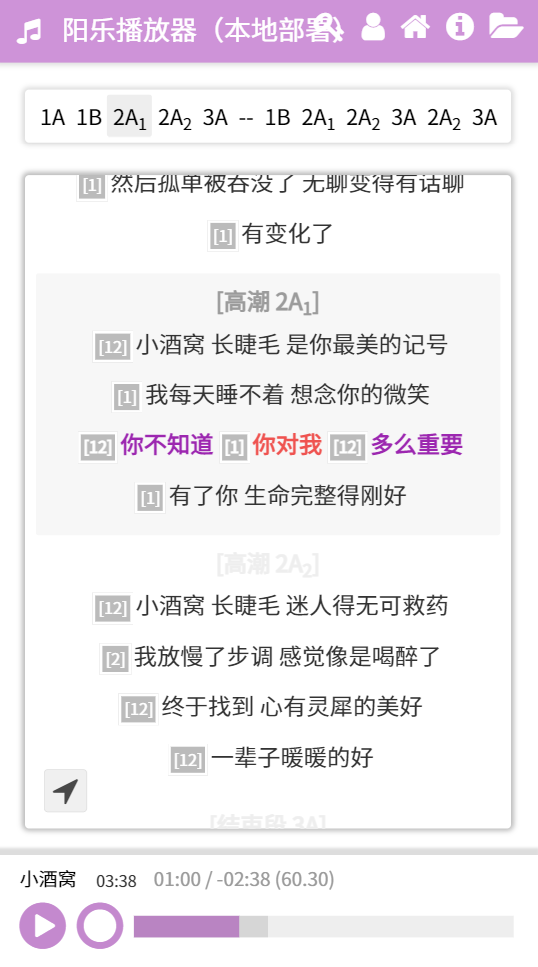 阳乐播放器（本地部署）
1A 1B 2A1 2A2 3A -- 1B 2A1 2A2 3A 2A2 3A
[1] 然后孤单被吞没了 无聊变得有话聊
[1] 有变化了
[高潮 2A1]
[12] 小酒窝 长睫毛 是你最美的记号
[1] 我每天睡不着 想念你的微笑
[12] 你不知道 [1] 你对我 [12] 多么重要
[1] 有了你 生命完整得刚好
[高潮 2A2]
[12] 小酒窝 长睫毛 迷人得无可救药
[2] 我放慢了步调 感觉像是喝醉了
[12] 终于找到 心有灵犀的美好
[12] 一辈子暖暖的好
[结束段 3A]
小酒窝 03:38 01:00 / -02:38 (60.30)